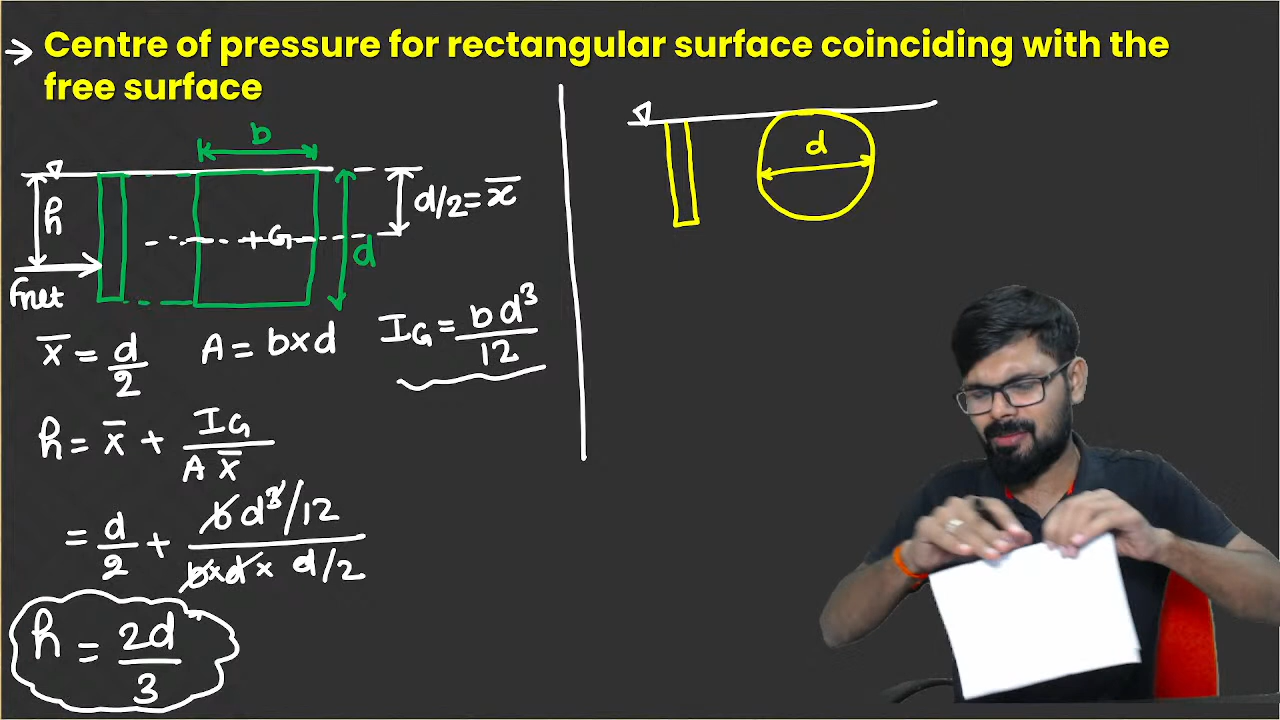 → Centre of pressure for rectangular surface coinciding with the
free surface
b
h
d/2 = x̄
+G
d
Fnet
x̄ = d/2
A = b×d
IG = bd³/12
h = x̄ + IG/A x̄
= d/2 + bd³/12 / b×d× d/2
h = 2d/3
d